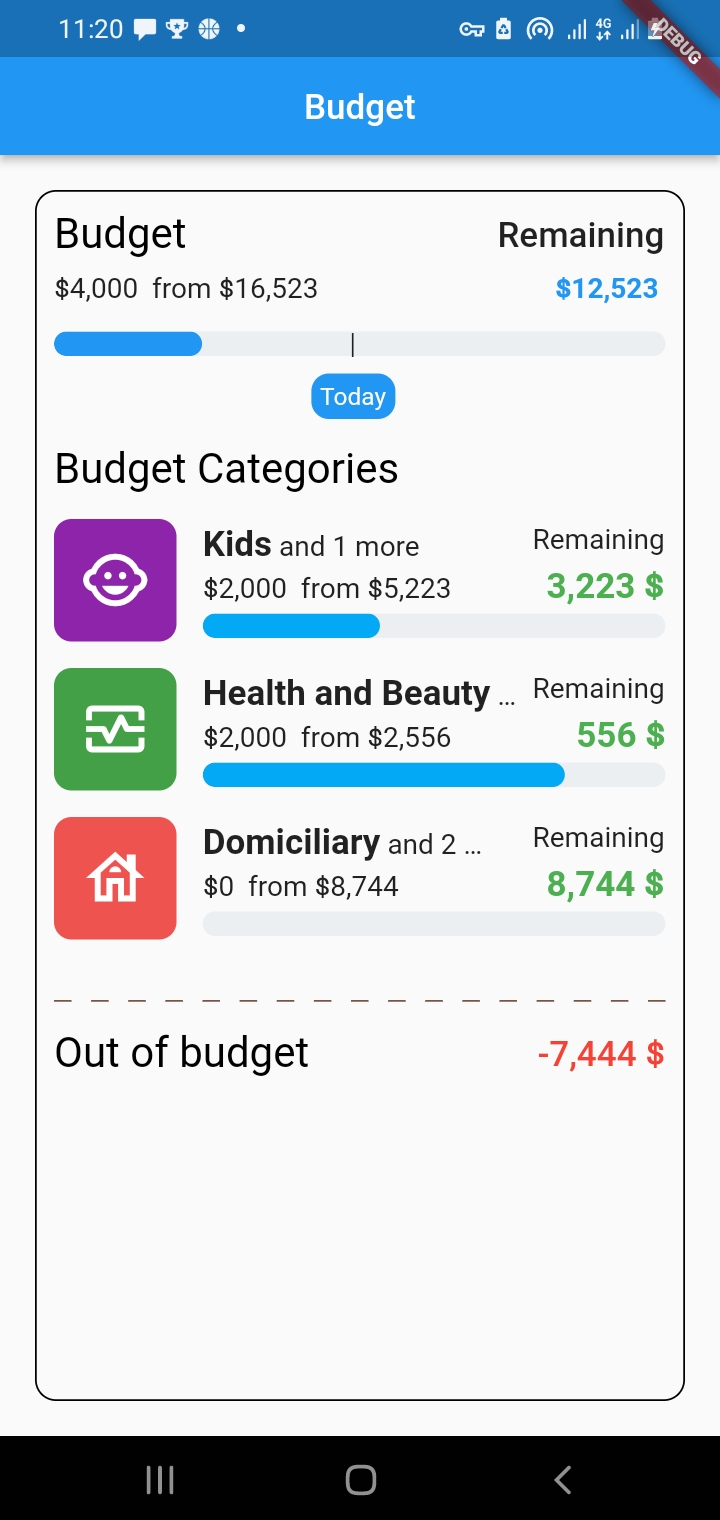 11:20
4G
DEBUG
Budget
Budget Remaining
$4,000 from $16,523 $12,523
Today
Budget Categories
Kids and 1 more Remaining
$2,000 from $5,223 3,223 $
Health and Beauty ... Remaining
$2,000 from $2,556 556 $
Domiciliary and 2 ... Remaining
$0 from $8,744 8,744 $
Out of budget -7,444 $